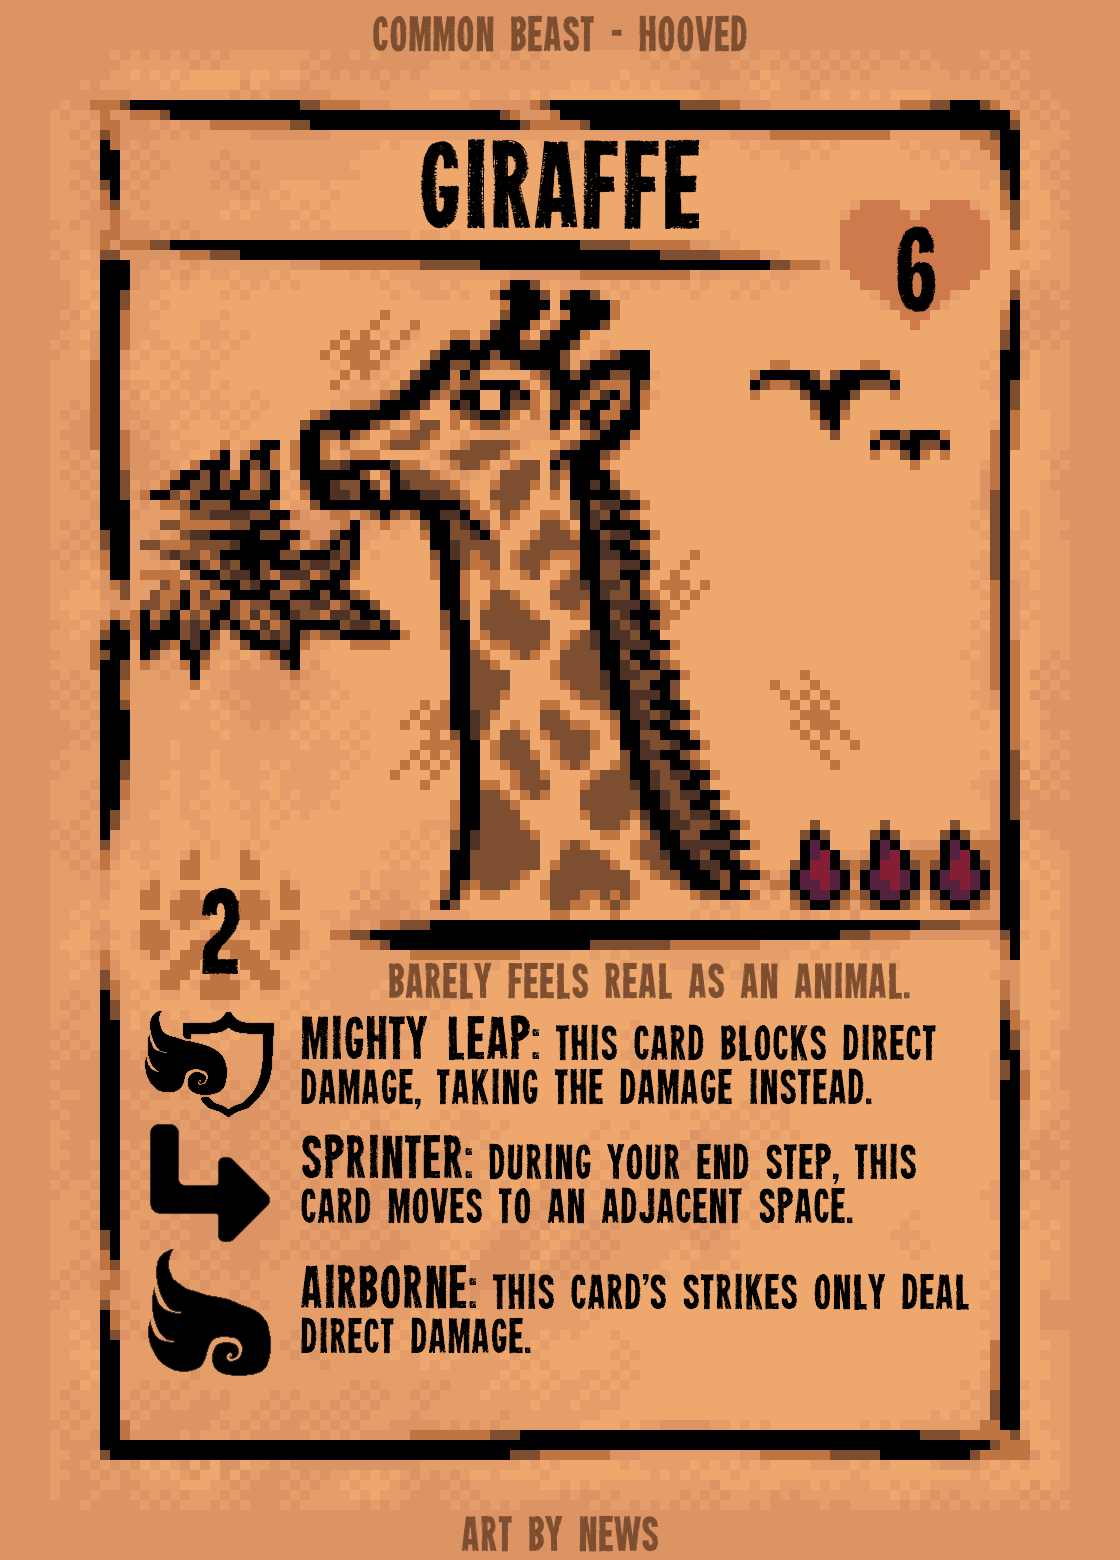 COMMON BEAST - HOOVED
GIRAFFE
6
2
BARELY FEELS REAL AS AN ANIMAL.
MIGHTY LEAP: THIS CARD BLOCKS DIRECT
DAMAGE, TAKING THE DAMAGE INSTEAD.
SPRINTER: DURING YOUR END STEP, THIS
CARD MOVES TO AN ADJACENT SPACE.
AIRBORNE: THIS CARD'S STRIKES ONLY DEAL
DIRECT DAMAGE.
ART BY NEWS